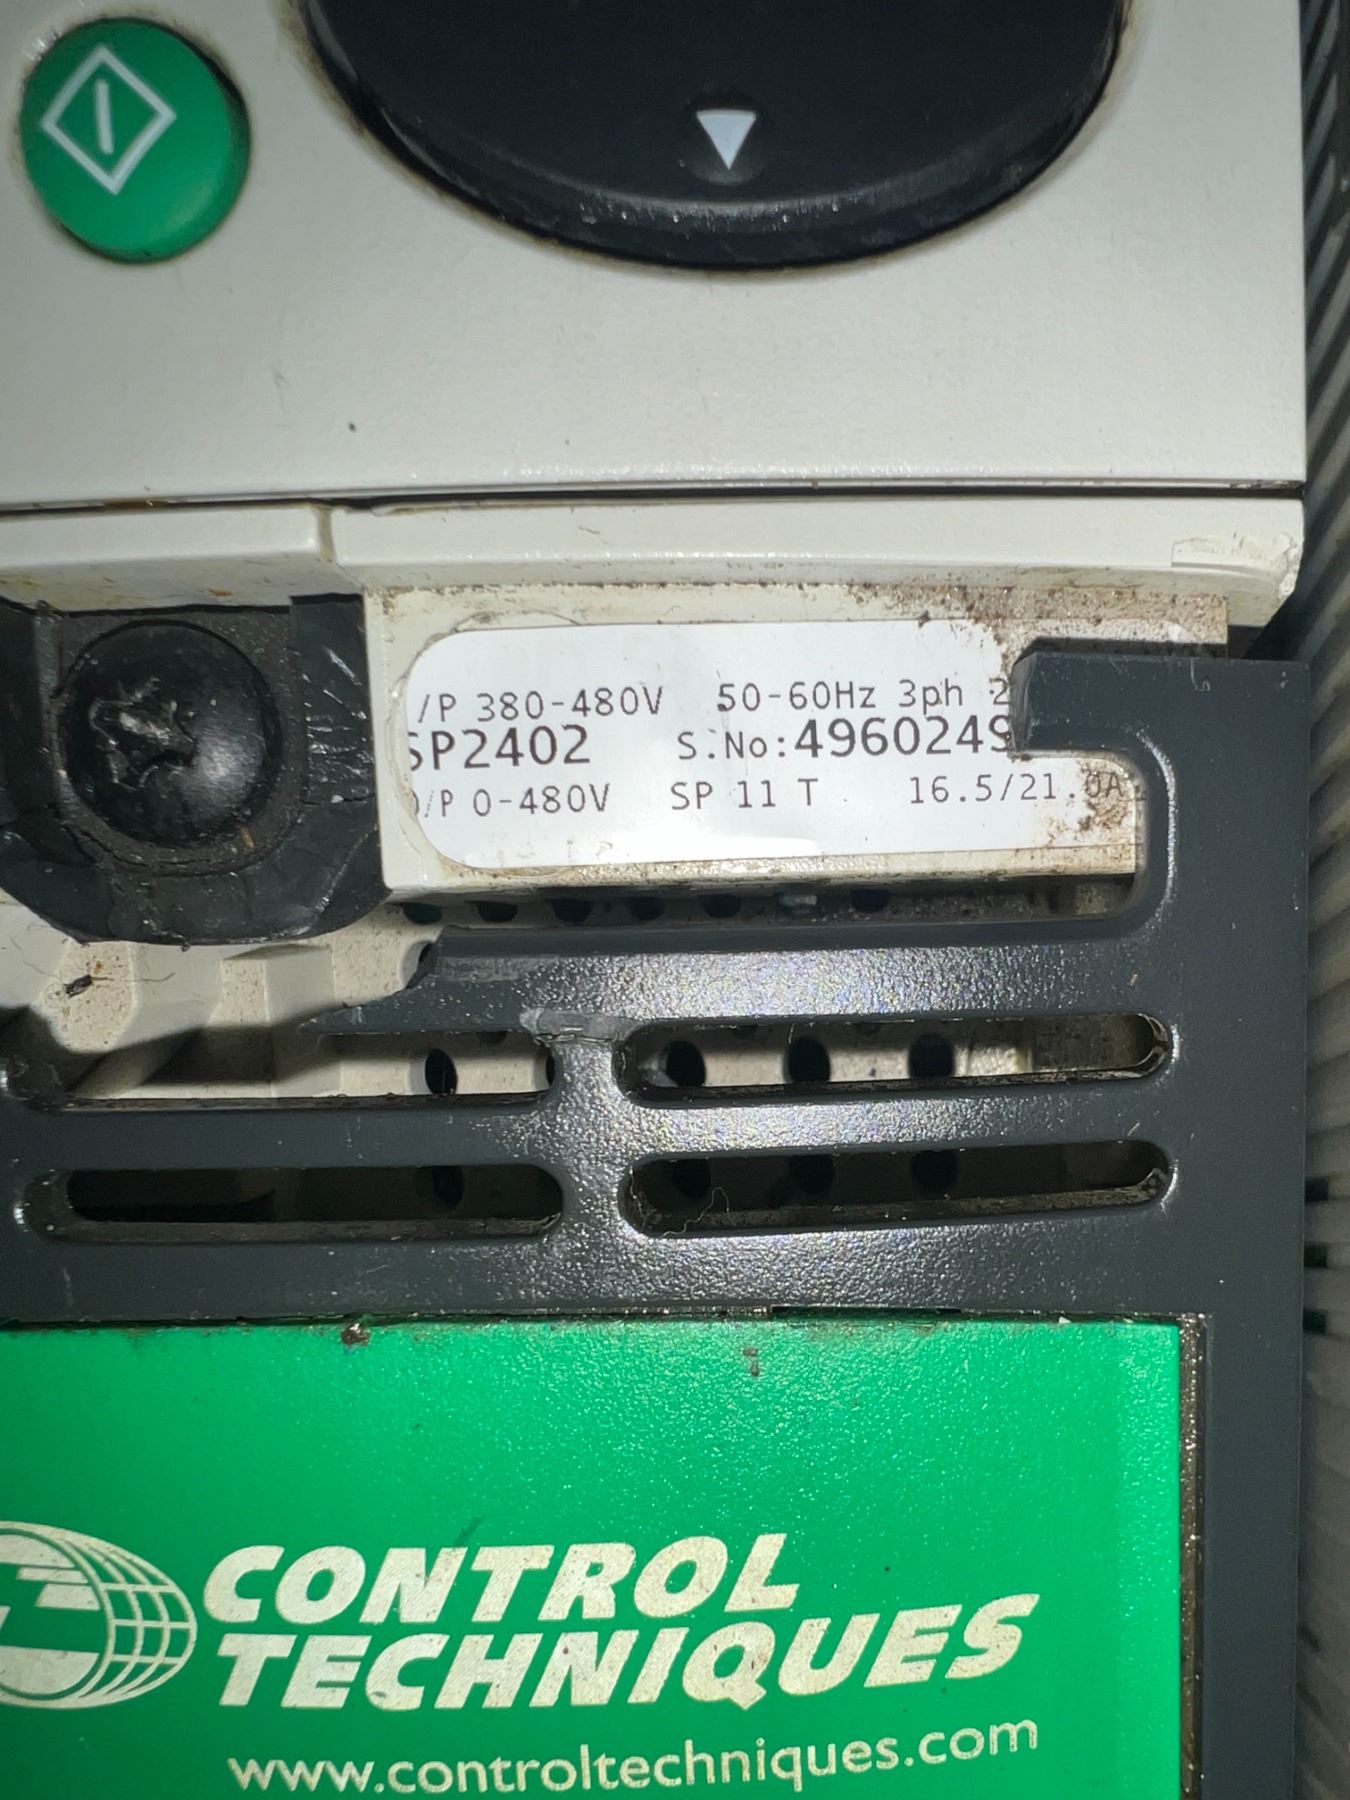 /P 380-480V 50-60Hz 3ph 2
SP2402 S.No:4960249
/P 0-480V SP 11 T 16.5/21.0A
CONTROL
TECHNIQUES
www.controltechniques.com